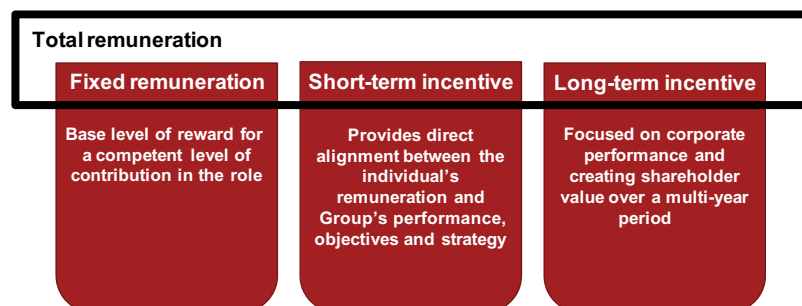 Total remuneration
Fixed remuneration
Base level of reward for
a competent level of
contribution in the role
Short-term incentive
Provides direct
alignment between the
individual's
remuneration and
Group's performance,
objectives and strategy
Long-term incentive
Focused on corporate
performance and
creating shareholder
value over a multi-year
period